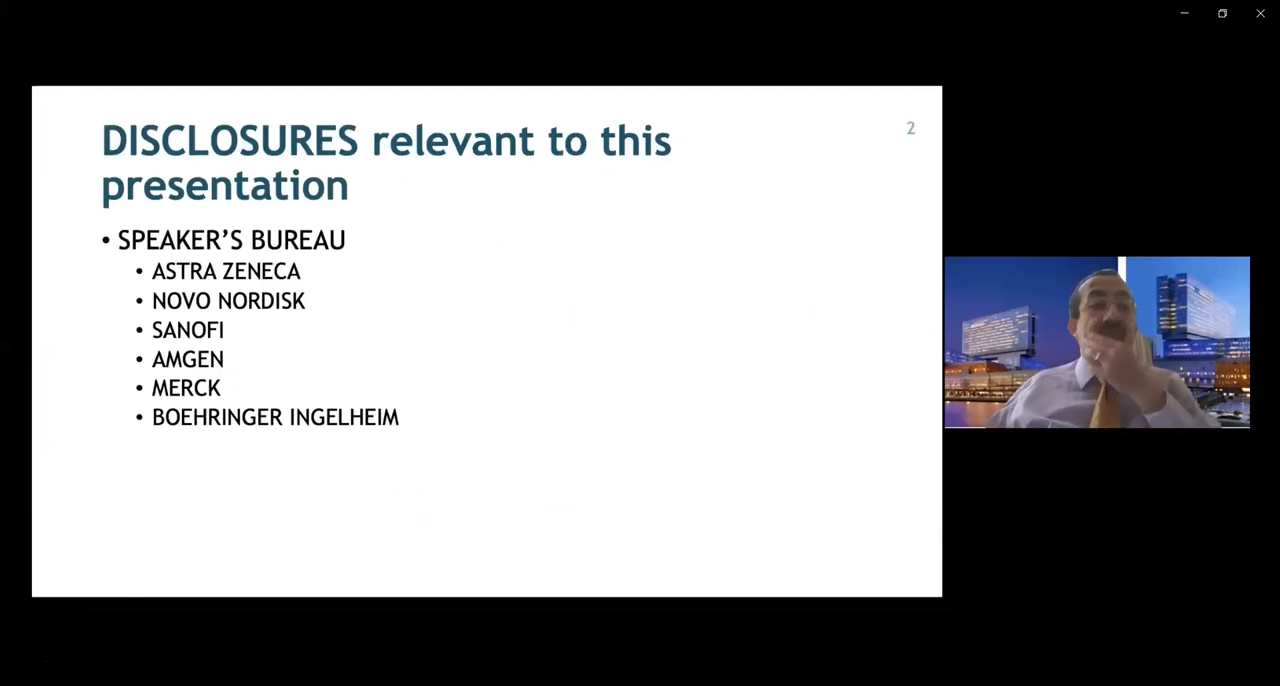 DISCLOSURES relevant to this
presentation
2
• SPEAKER’S BUREAU
• ASTRA ZENECA
• NOVO NORDISK
• SANOFI
• AMGEN
• MERCK
• BOEHRINGER INGELHEIM